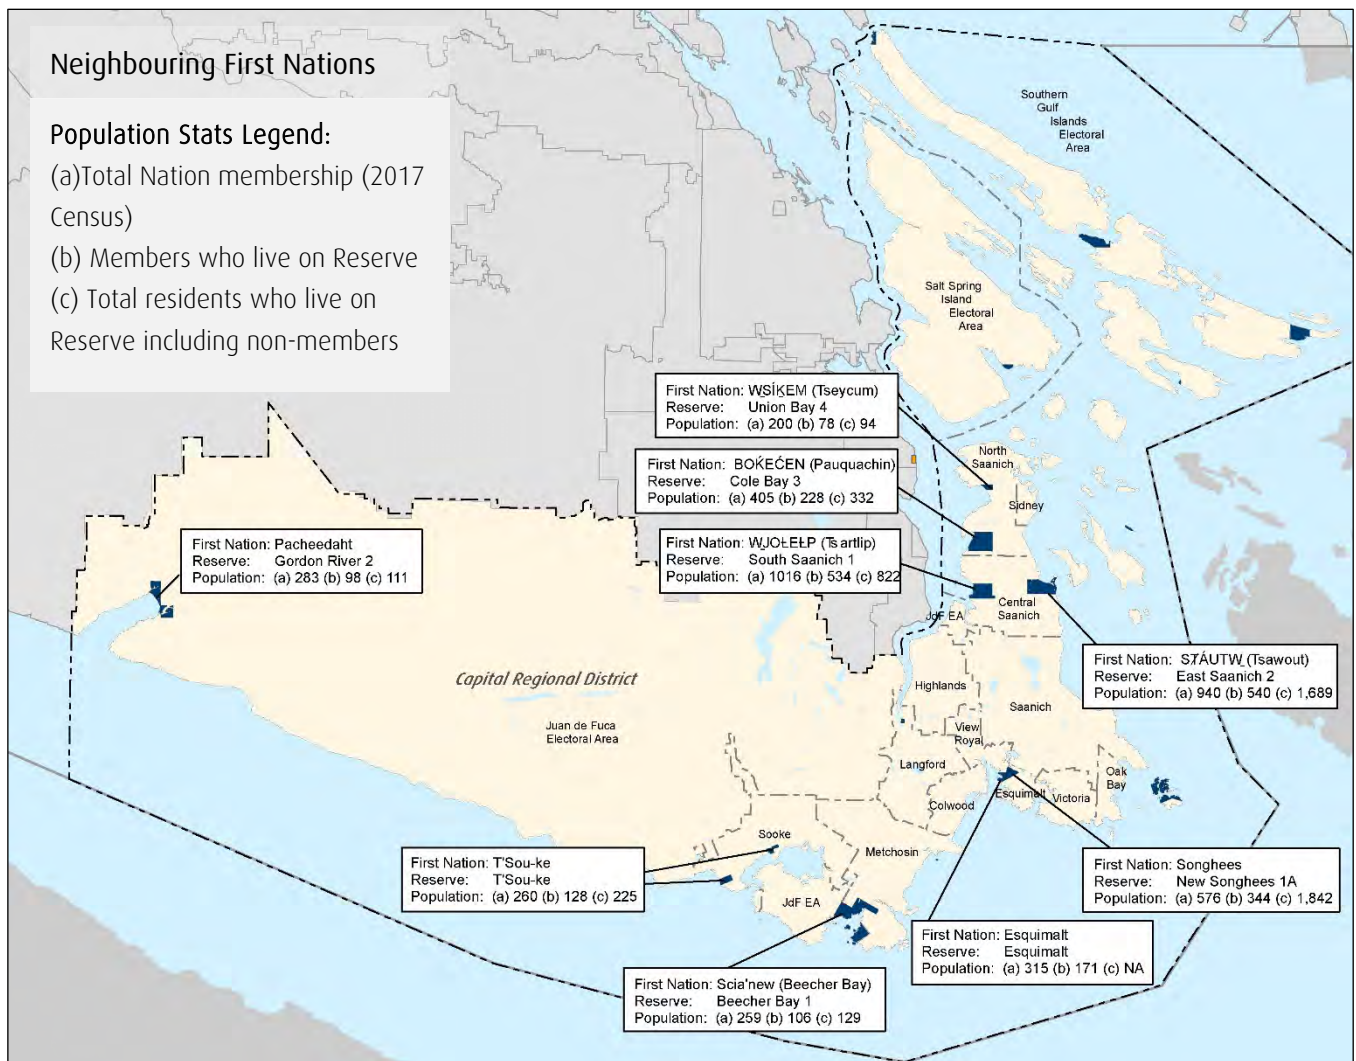 Neighbouring First Nations
Population Stats Legend:
(a)Total Nation membership (2017
Census)
(b) Members who live on Reserve
(c) Total residents who live on
Reserve including non-members
Southern
Gulf
Islands
Electoral
Area
Salt Spring
Island
Electoral
Area
First Nation: W̱SÍḴEM (Tseycum)
Reserve: Union Bay 4
Population: (a) 200 (b) 78 (c) 94
North
Saanich
First Nation: BOḰEĆEN (Pauquachin)
Reserve: Cole Bay 3
Population: (a) 405 (b) 228 (c) 332
Sidney
First Nation: Pacheedaht
Reserve: Gordon River 2
Population: (a) 283 (b) 98 (c) 111
First Nation: W̱JOȽEȽP (Tsartlip)
Reserve: South Saanich 1
Population: (a) 1016 (b) 534 (c) 822
Central
Saanich
JdF EA
First Nation: SȾÁUTW̱ (Tsawout)
Reserve: East Saanich 2
Population: (a) 940 (b) 540 (c) 1,689
Capital Regional District
Juan de Fuca
Electoral Area
Highlands
Saanich
View
Royal
Langford
Oak
Bay
Colwood
Esquimalt
Victoria
Sooke
Metchosin
First Nation: T'Sou-ke
Reserve: T'Sou-ke
Population: (a) 260 (b) 128 (c) 225
First Nation: Songhees
Reserve: New Songhees 1A
Population: (a) 576 (b) 344 (c) 1,842
JdF EA
First Nation: Esquimalt
Reserve: Esquimalt
Population: (a) 315 (b) 171 (c) NA
First Nation: Scia'new (Beecher Bay)
Reserve: Beecher Bay 1
Population: (a) 259 (b) 106 (c) 129